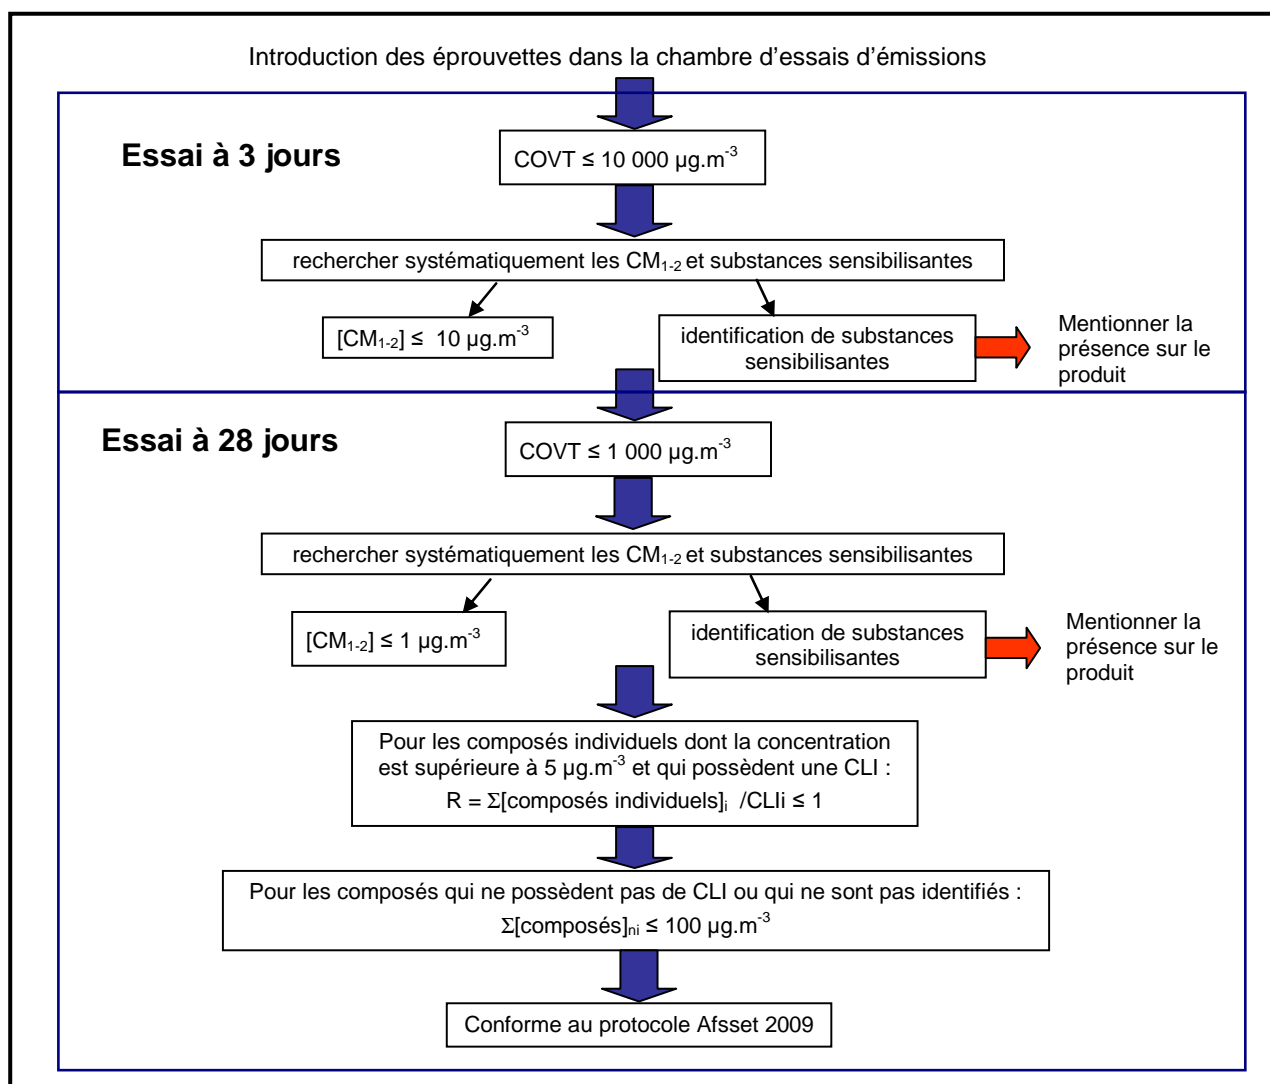 Introduction des éprouvettes dans la chambre d'essais d'émissions
Essai à 3 jours
COVT ≤ 10 000 µg.m⁻³
rechercher systématiquement les CM₁₋₂ et substances sensibilisantes
[CM₁₋₂] ≤ 10 µg.m⁻³
identification de substances
sensibilisantes
Mentionner la
présence sur le
produit
Essai à 28 jours
COVT ≤ 1 000 µg.m⁻³
rechercher systématiquement les CM₁₋₂ et substances sensibilisantes
[CM₁₋₂] ≤ 1 µg.m⁻³
identification de substances
sensibilisantes
Mentionner la
présence sur le
produit
Pour les composés individuels dont la concentration
est supérieure à 5 µg.m⁻³ et qui possèdent une CLI :
R = Σ[composés individuels]ᵢ /CLIi ≤ 1
Pour les composés qui ne possèdent pas de CLI ou qui ne sont pas identifiés :
Σ[composés]ₙᵢ ≤ 100 µg.m⁻³
Conforme au protocole Afsset 2009